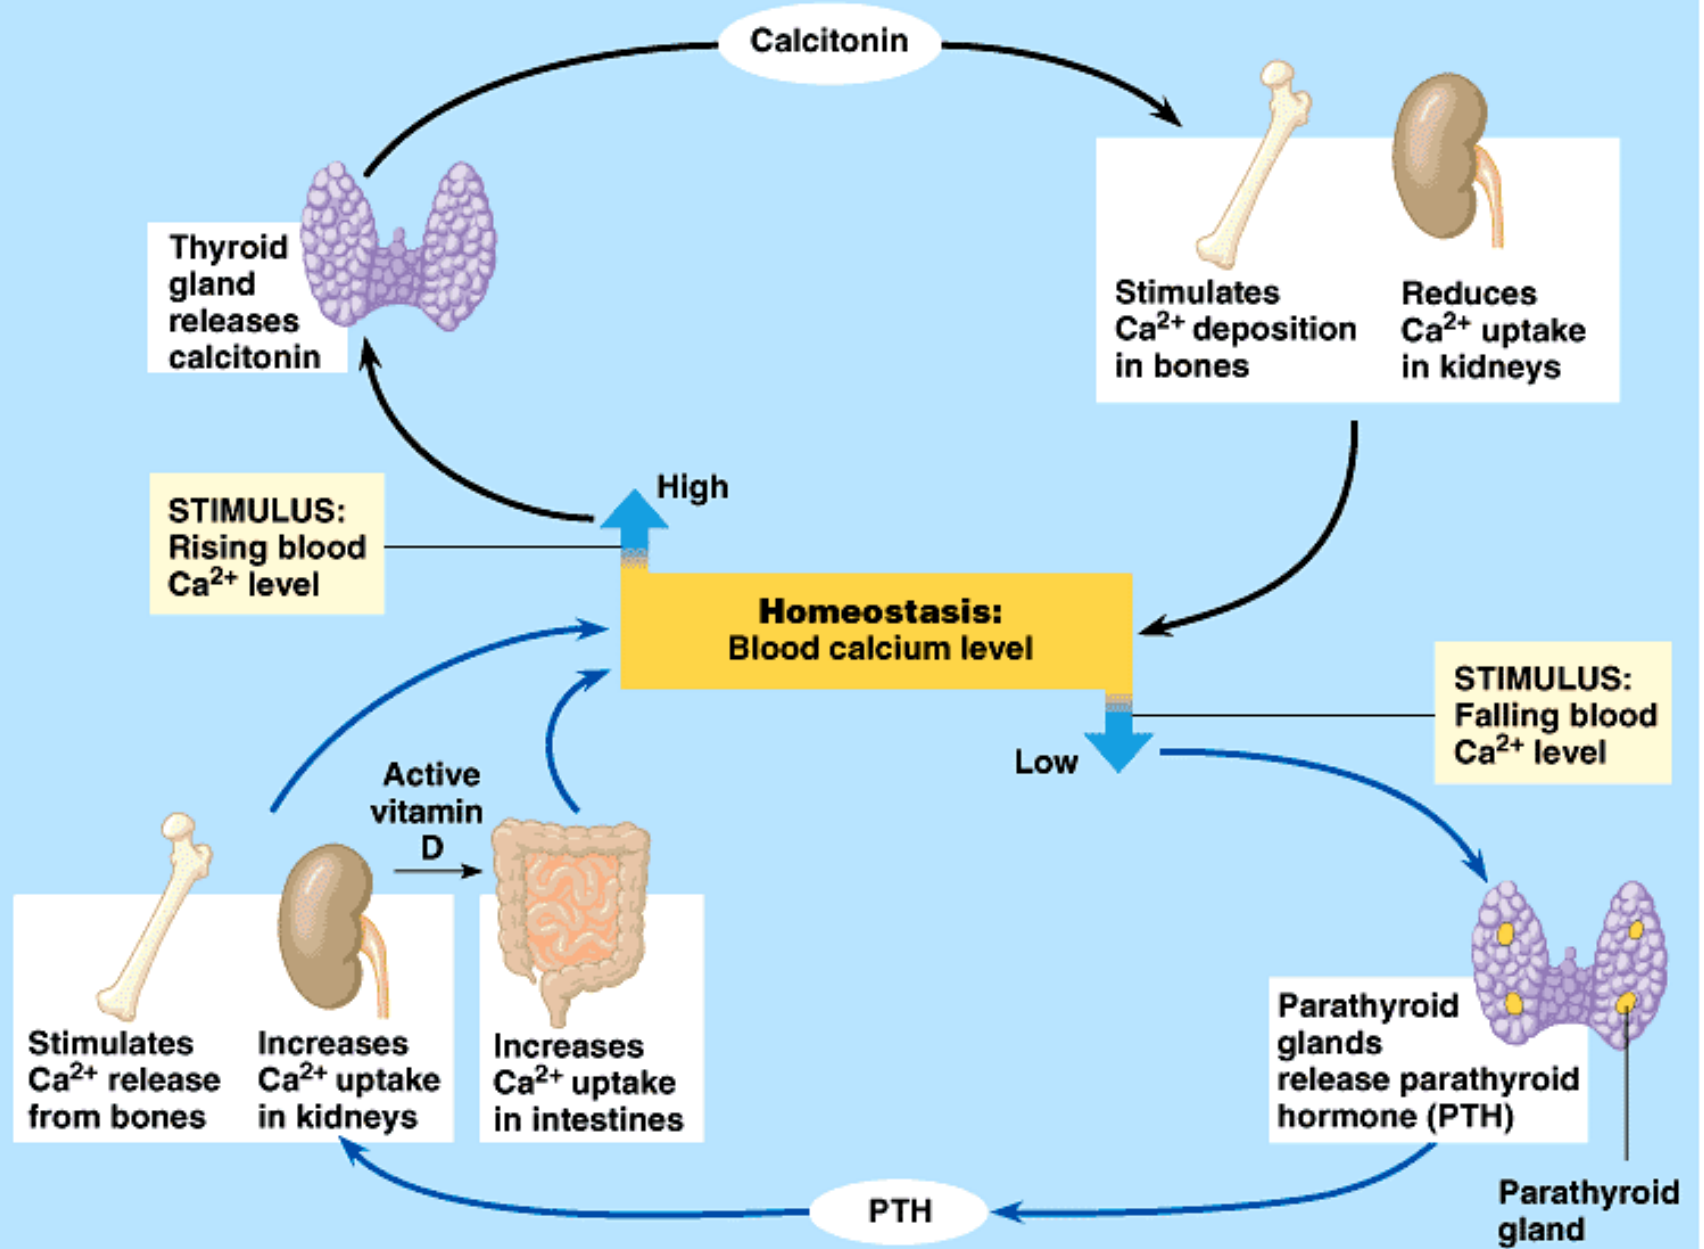 Calcitonin
Thyroid
gland
releases
calcitonin
Stimulates
Ca²⁺ deposition
in bones
Reduces
Ca²⁺ uptake
in kidneys
High
STIMULUS:
Rising blood
Ca²⁺ level
Homeostasis:
Blood calcium level
STIMULUS:
Falling blood
Ca²⁺ level
Low
Active
vitamin
D
Stimulates
Ca²⁺ release
from bones
Increases
Ca²⁺ uptake
in kidneys
Increases
Ca²⁺ uptake
in intestines
Parathyroid
glands
release parathyroid
hormone (PTH)
Parathyroid
gland
PTH